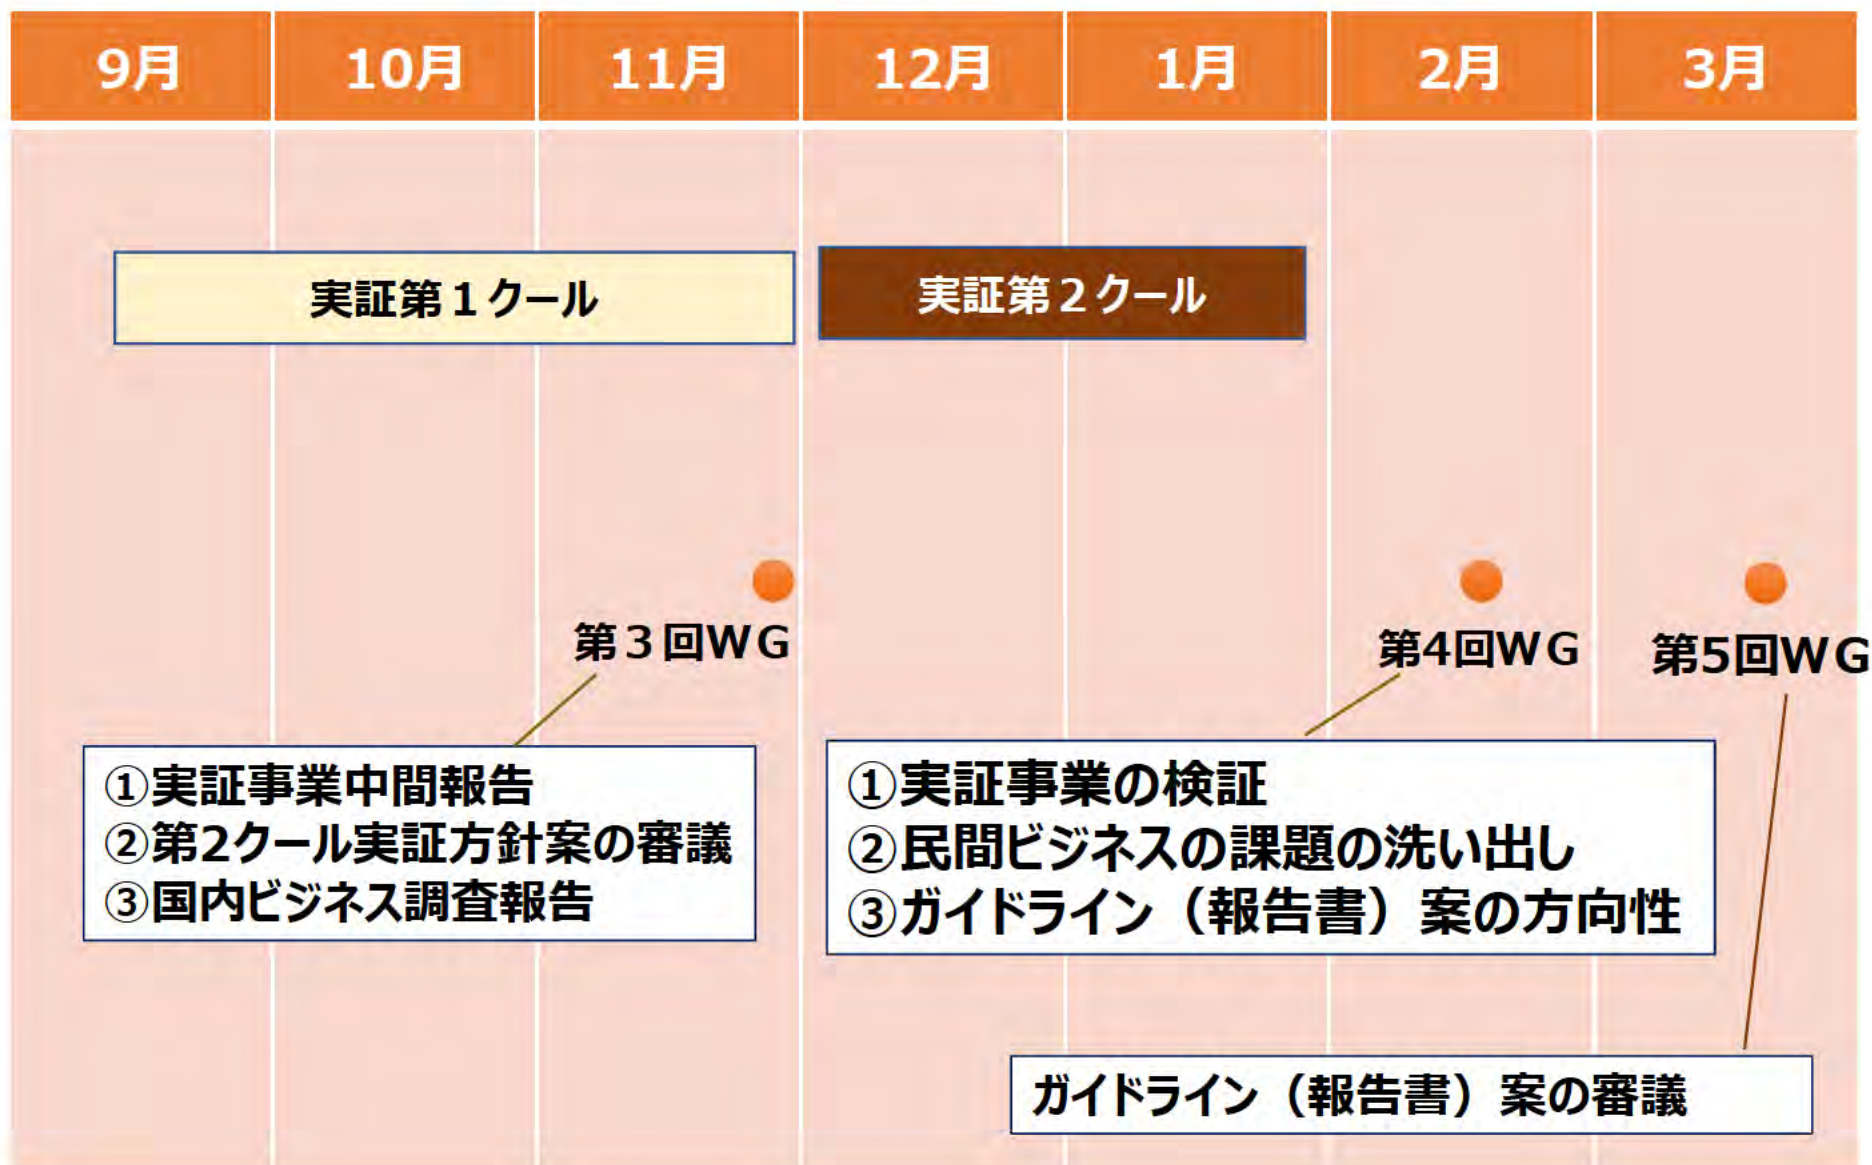 9月
10月
11月
12月
1月
2月
3月
実証第１クール
実証第２クール
第３回ＷＧ
第4回ＷＧ
第5回ＷＧ
①実証事業中間報告
②第2クール実証方針案の審議
③国内ビジネス調査報告
①実証事業の検証
②民間ビジネスの課題の洗い出し
③ガイドライン（報告書）案の方向性
ガイドライン（報告書）案の審議